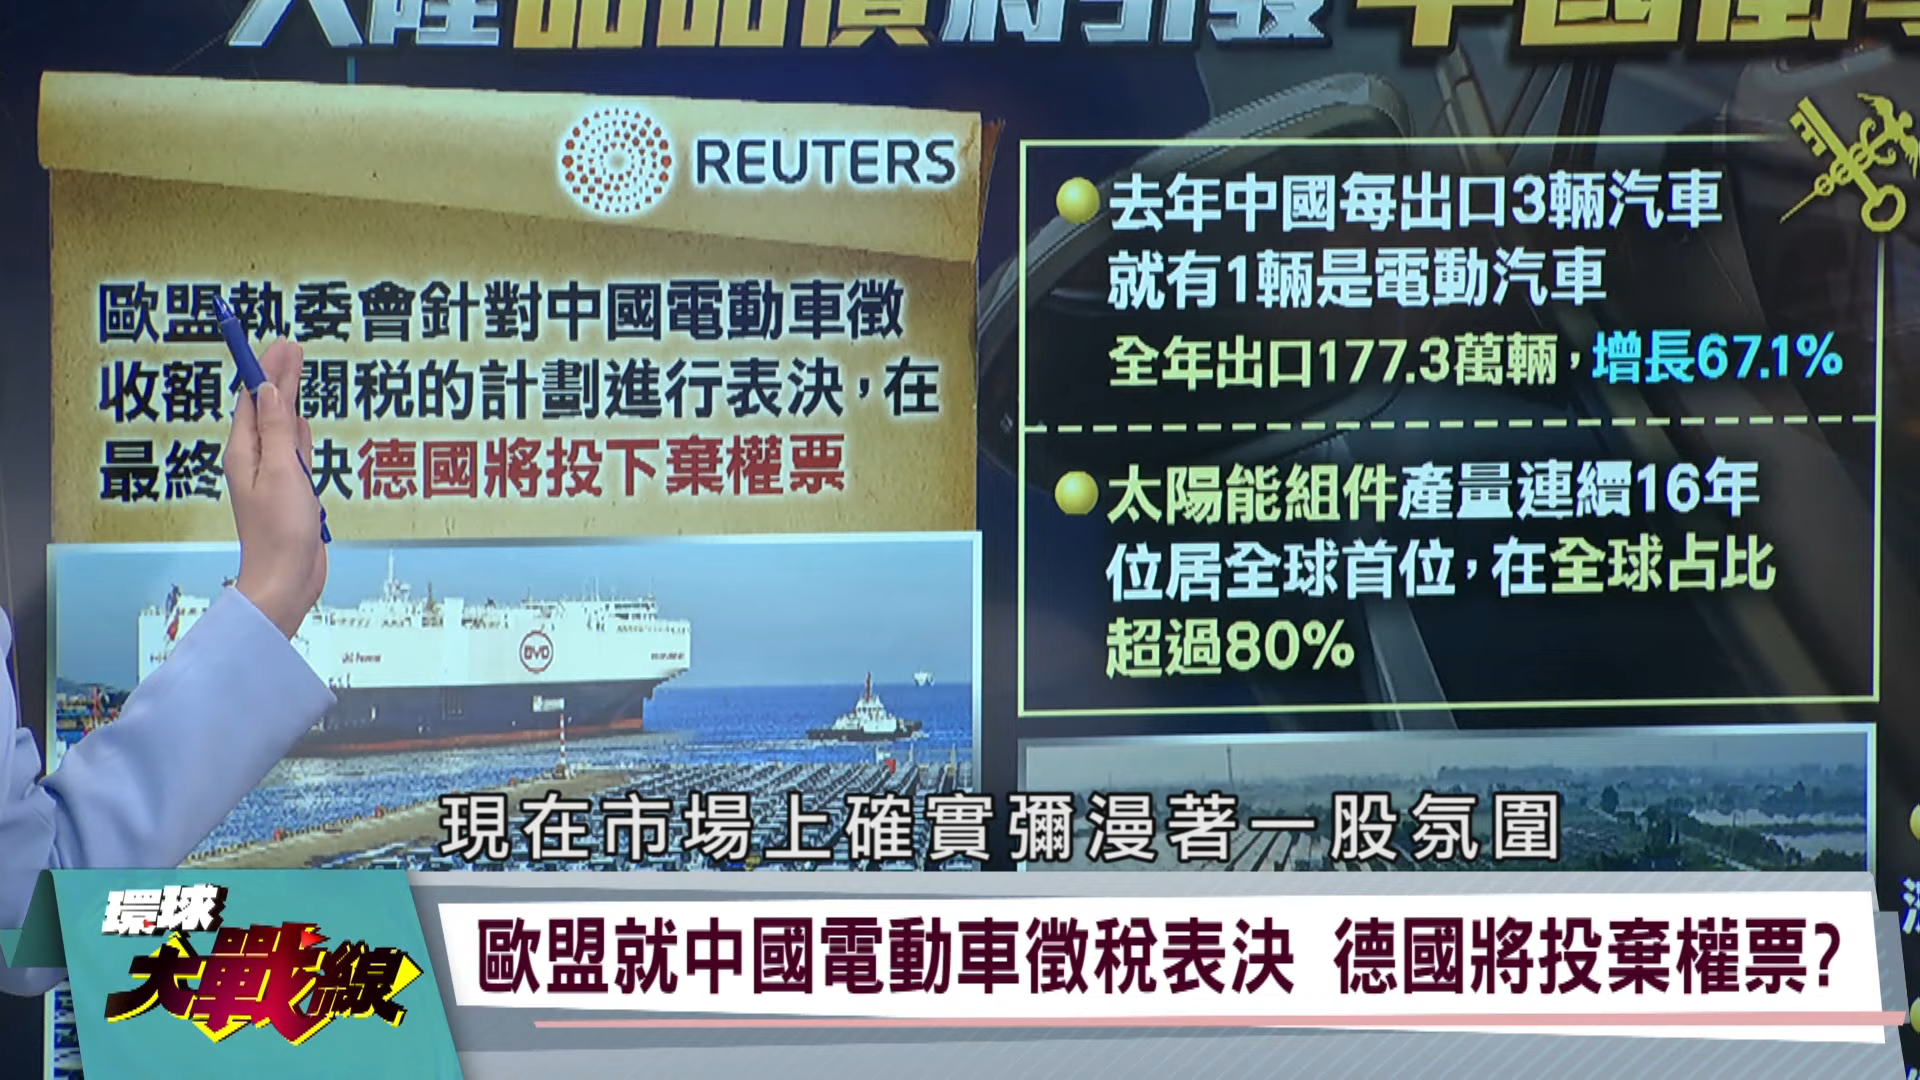 REUTERS
歐盟執委會針對中國電動車徵
收額 關稅的計劃進行表決，在
最終 決德國將投下棄權票
BYD
去年中國每出口3輛汽車
就有1輛是電動汽車
全年出口177.3萬輛，增長67.1%
太陽能組件產量連續16年
位居全球首位，在全球占比
超過80%
現在市場上確實彌漫著一股氛圍
環球
大戰線
歐盟就中國電動車徵稅表決 德國將投棄權票?